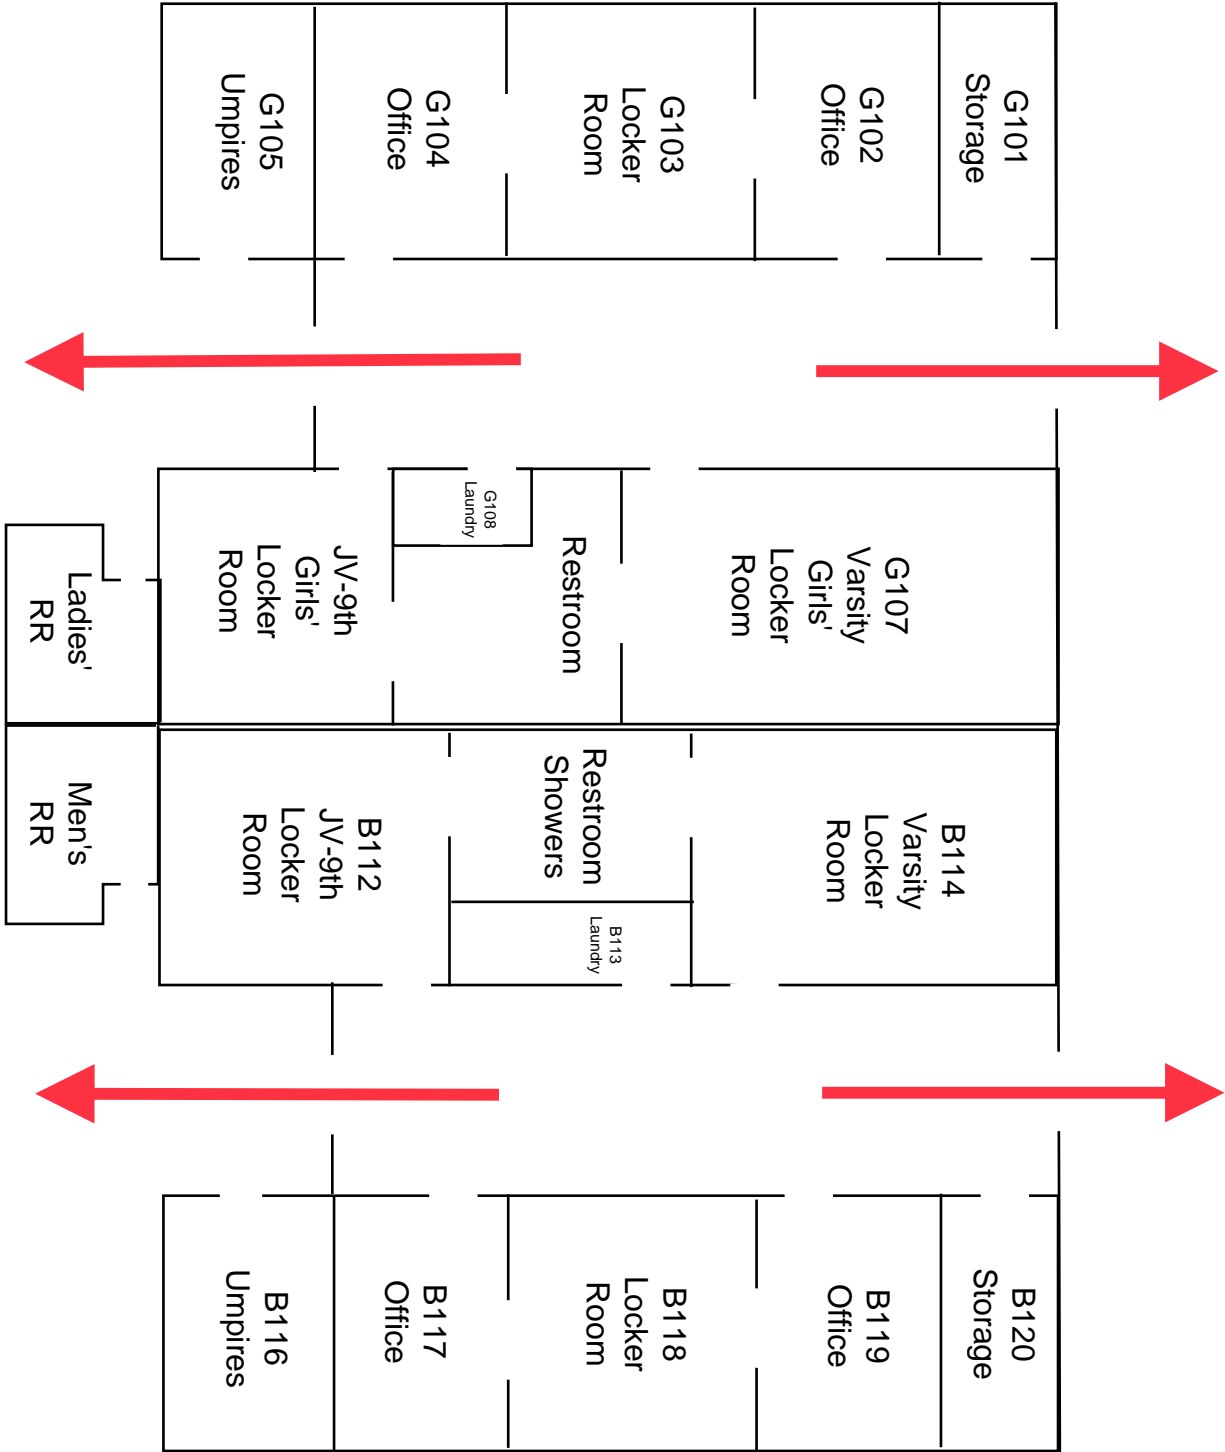 G101
Storage
G102
Office
G103
Locker
Room
G104
Office
G105
Umpires
G107
Varsity
Girls'
Locker
Room
Restroom
G108
Laundry
JV-9th
Girls'
Locker
Room
Ladies'
RR
B114
Varsity
Locker
Room
Restroom
Showers
B113
Laundry
B112
JV-9th
Locker
Room
Men's
RR
B120
Storage
B119
Office
B118
Locker
Room
B117
Office
B116
Umpires